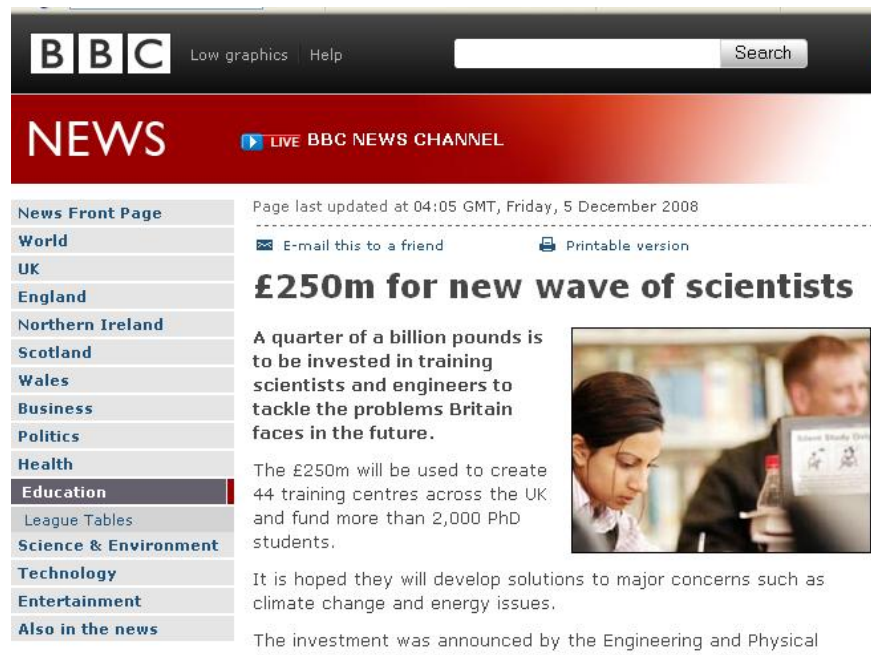 BBC Low graphics Help Search
NEWS LIVE BBC NEWS CHANNEL
News Front Page
World
UK
England
Northern Ireland
Scotland
Wales
Business
Politics
Health
Education
League Tables
Science & Environment
Technology
Entertainment
Also in the news
Page last updated at 04:05 GMT, Friday, 5 December 2008
E-mail this to a friend Printable version
£250m for new wave of scientists
A quarter of a billion pounds is
to be invested in training
scientists and engineers to
tackle the problems Britain
faces in the future.
The £250m will be used to create
44 training centres across the UK
and fund more than 2,000 PhD
students.
Silent Study Only
It is hoped they will develop solutions to major concerns such as
climate change and energy issues.
The investment was announced by the Engineering and Physical